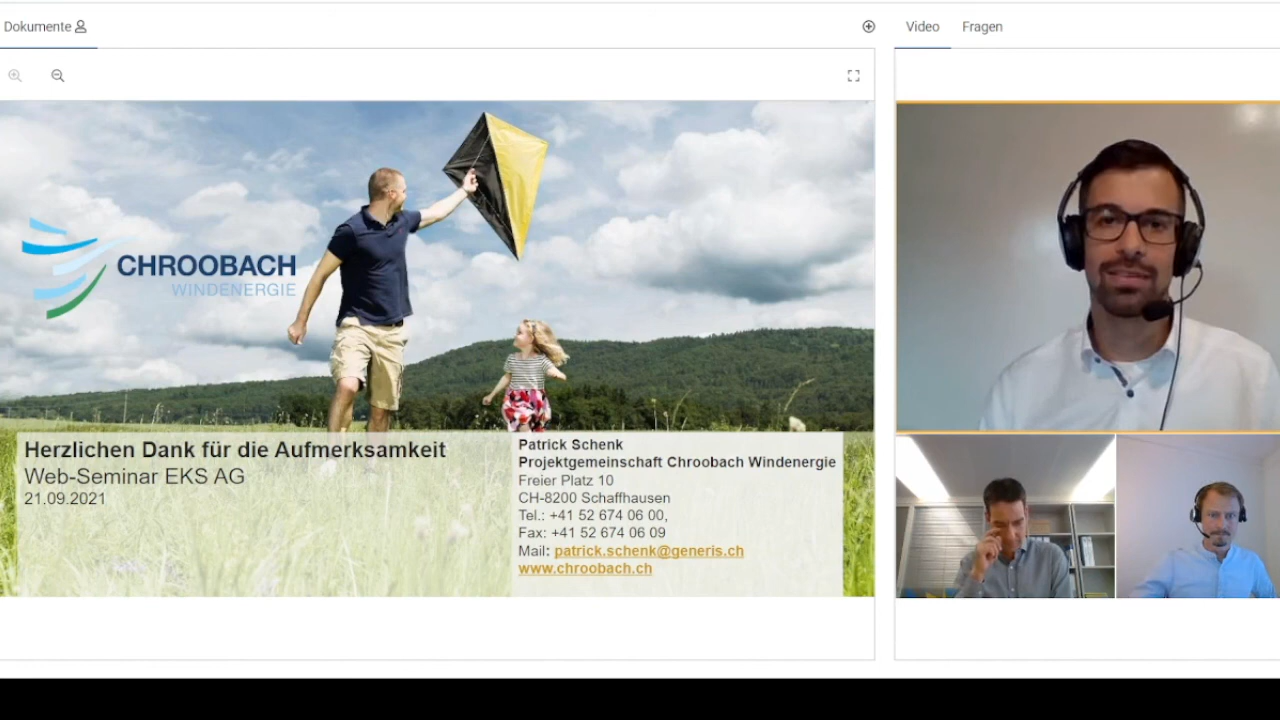 Dokumente
Video
Fragen
CHROOBACH
WINDENERGIE
Herzlichen Dank für die Aufmerksamkeit
Web-Seminar EKS AG
21.09.2021
Patrick Schenk
Projektgemeinschaft Chroobach Windenergie
Freier Platz 10
CH-8200 Schaffhausen
Tel.: +41 52 674 06 00,
Fax: +41 52 674 06 09
Mail: patrick.schenk@generis.ch
www.chroobach.ch